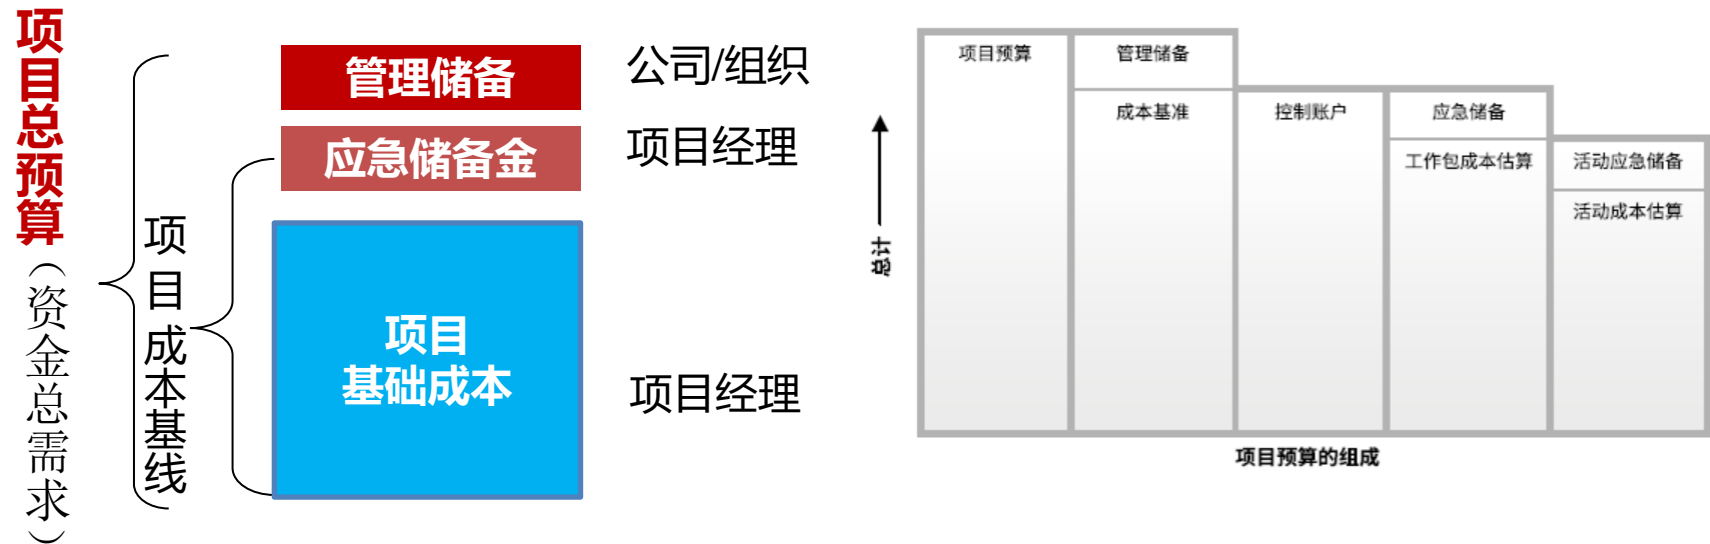 项目总预算（资金总需求）
项目成本基线
管理储备
公司/组织
应急储备金
项目经理
项目
基础成本
项目经理
总计
项目预算
管理储备
成本基准
控制账户
应急储备
工作包成本估算
活动应急储备
活动成本估算
项目预算的组成